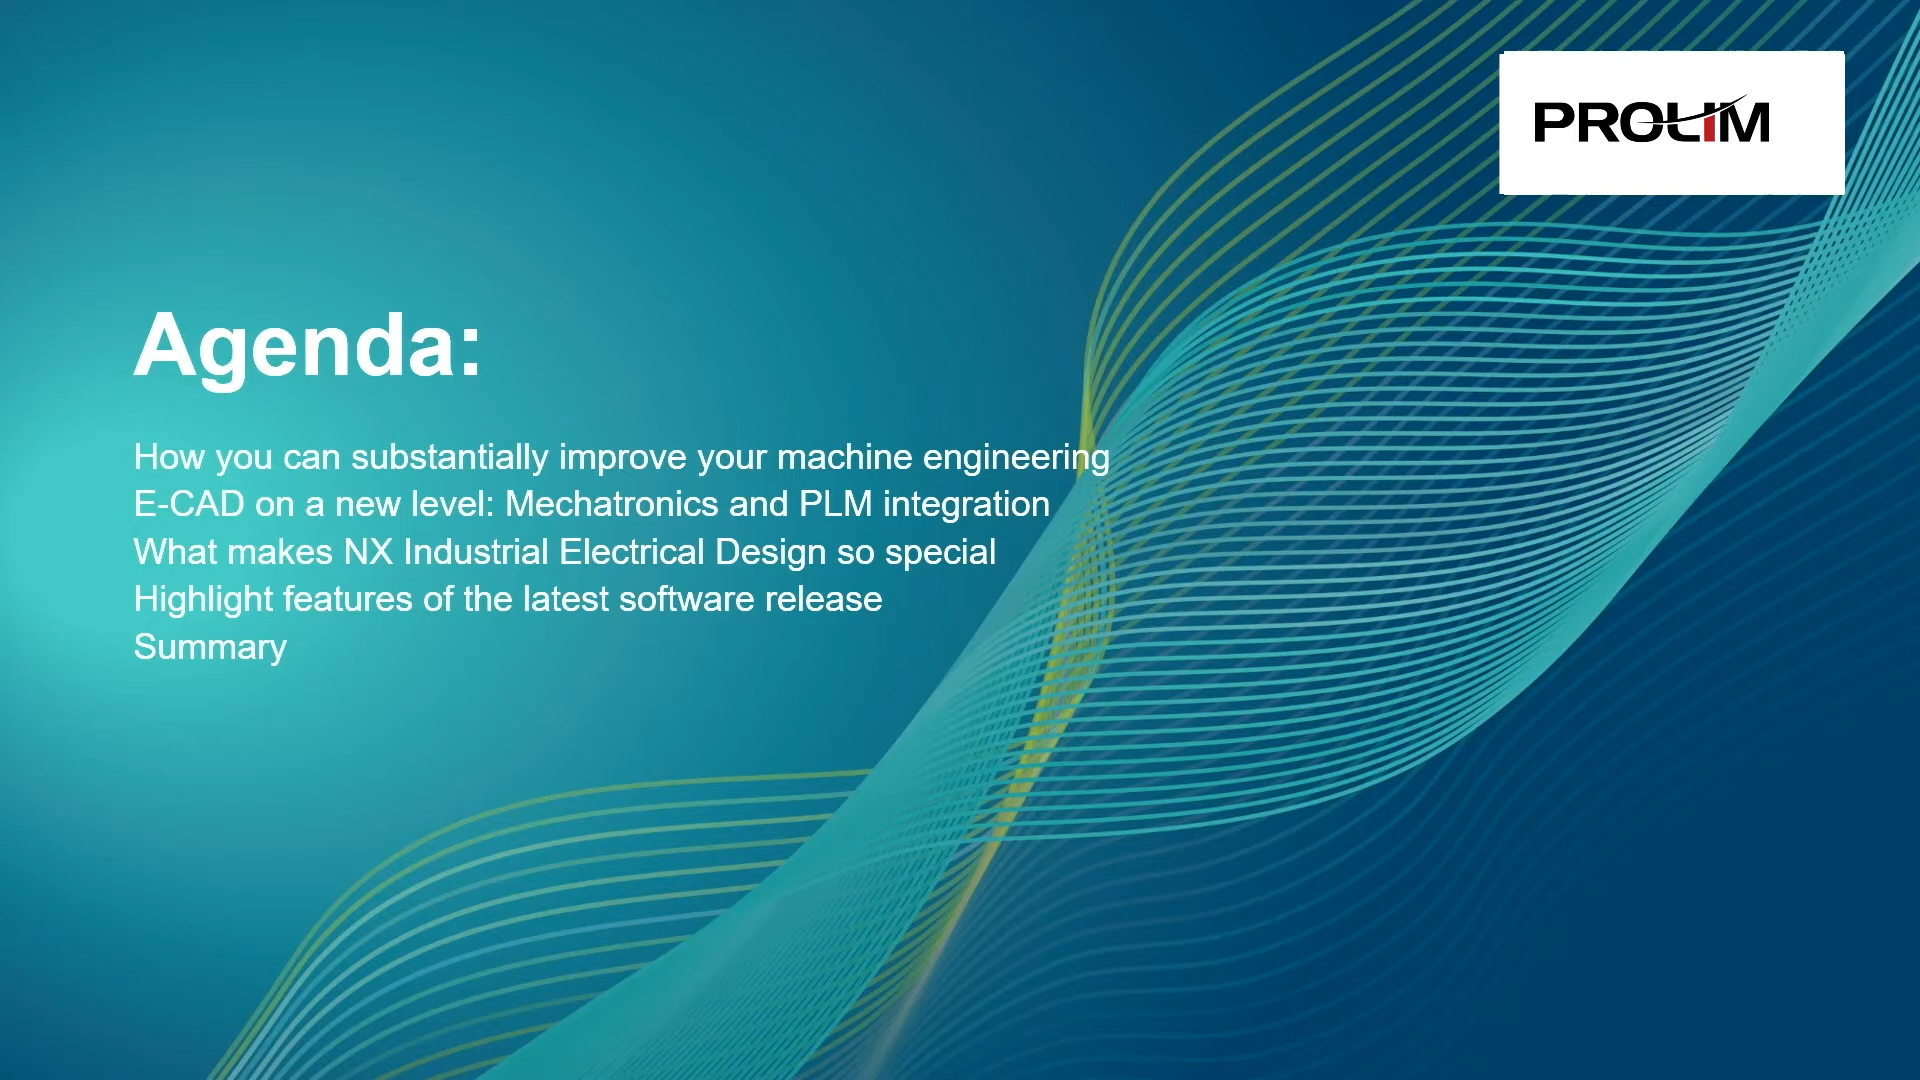 PROLIM
Agenda:
How you can substantially improve your machine engineering
E-CAD on a new level: Mechatronics and PLM integration
What makes NX Industrial Electrical Design so special
Highlight features of the latest software release
Summary